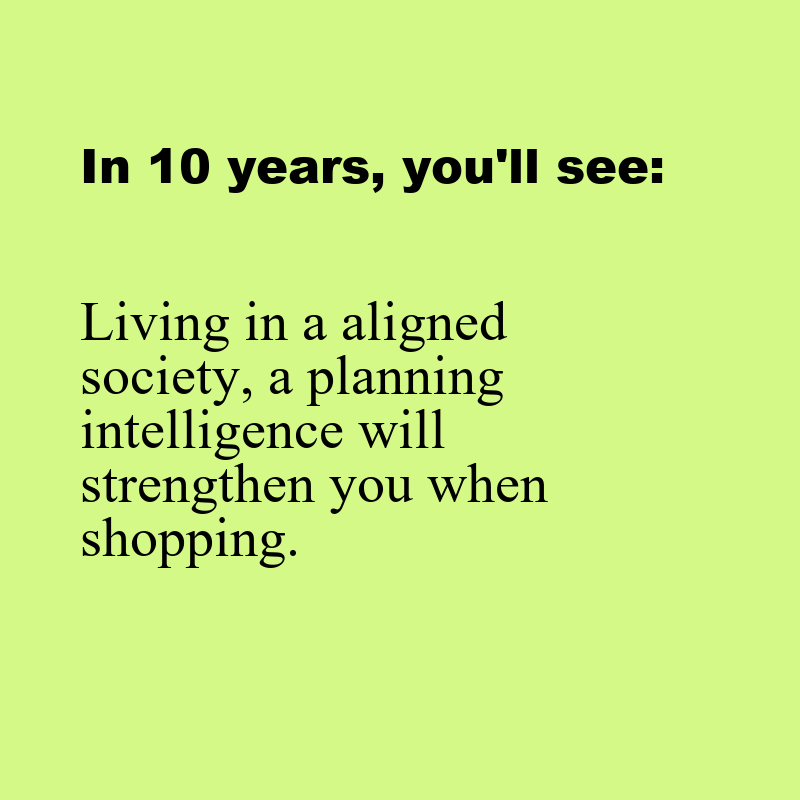 In 10 years, you'll see:
Living in a aligned
society, a planning
intelligence will
strengthen you when
shopping.